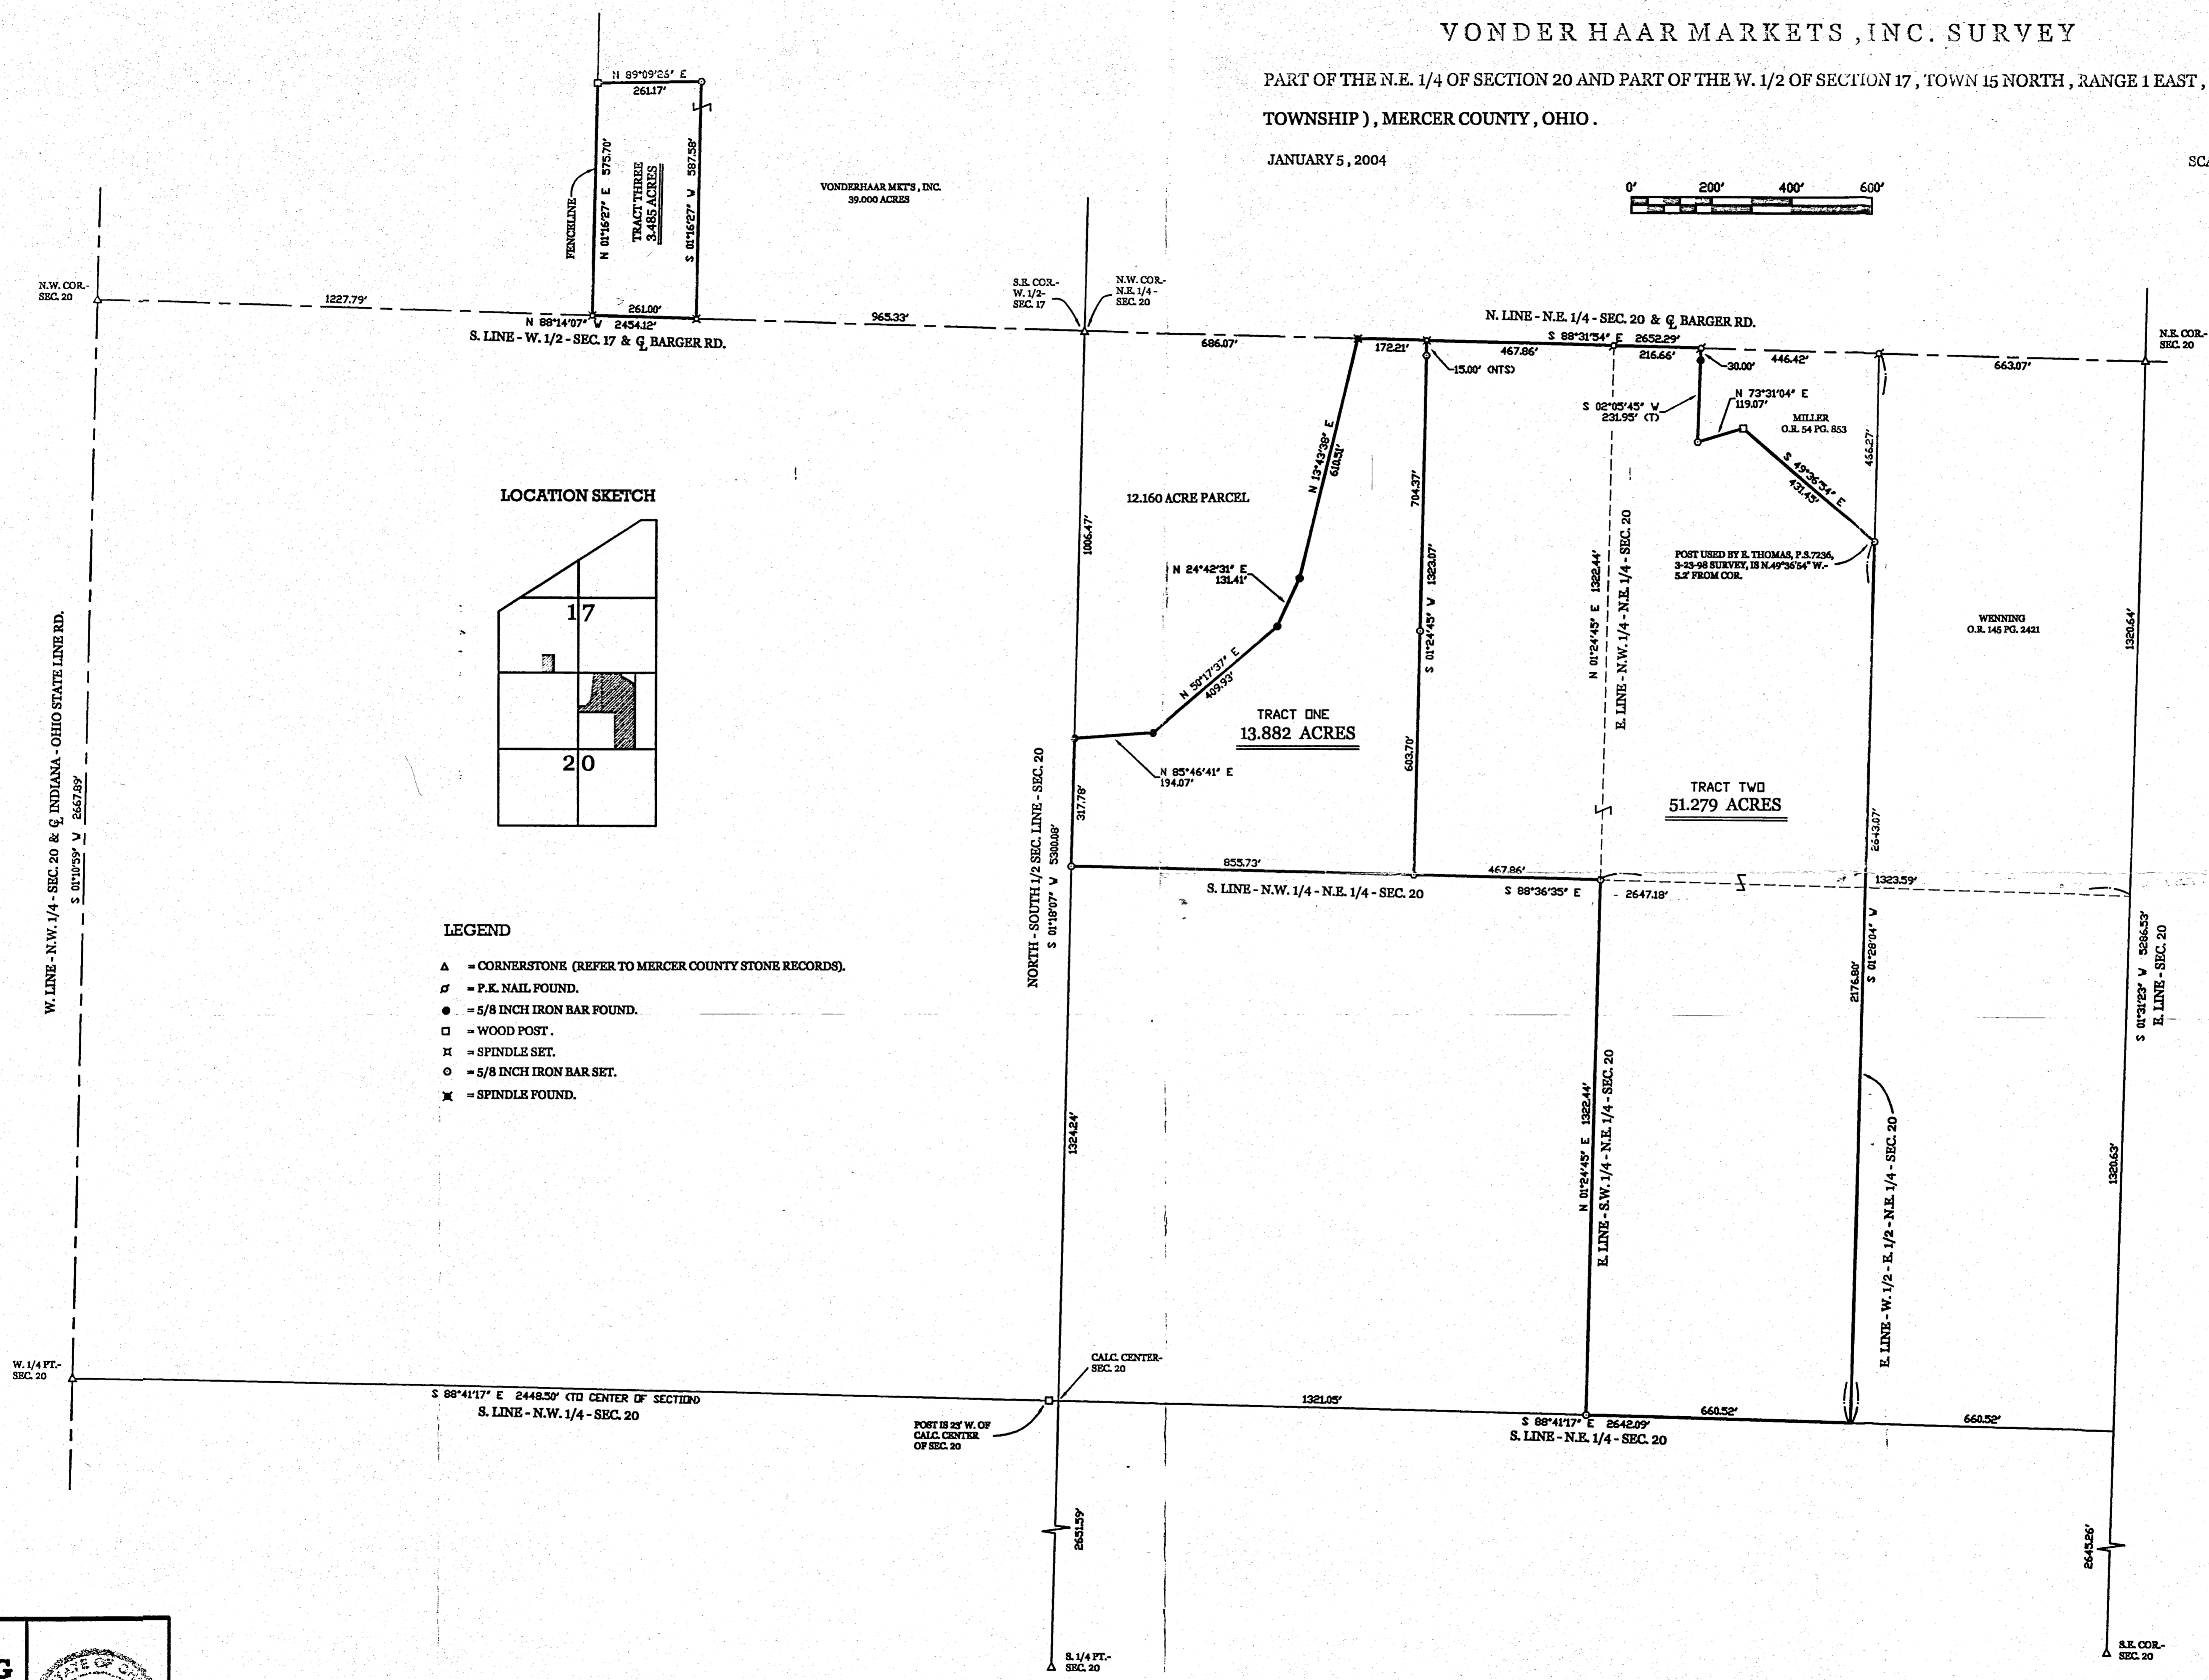 VONDER HAAR MARKETS, INC. SURVEY
PART OF THE N.E. 1/4 OF SECTION 20 AND PART OF THE W. 1/2 OF SECTION 17, TOWN 15 NORTH, RANGE 1 EAST,
TOWNSHIP), MERCER COUNTY, OHIO.
JANUARY 5, 2004
0' 200' 400' 600'
N 89°09'26" E
261.17'
FENCELINE
N 01°16'27" E 575.70'
TRACT THREE
3.485 ACRES
S 01°16'27" W 587.58'
VONDERHAAR MKTS, INC.
39.000 ACRES
N.W. COR.-
SEC. 20
1227.79'
261.00'
N 88°14'07" W 2454.12'
S. LINE - W. 1/2 - SEC. 17 & ℄ BARGER RD.
965.33'
S.E. COR.-
W. 1/2-
SEC. 17
N.W. COR.-
N.E. 1/4 -
SEC. 20
686.07'
172.21'
N. LINE - N.E. 1/4 - SEC. 20 & ℄ BARGER RD.
S 88°31'54" E 2652.29'
467.86'
216.66'
446.42'
663.07'
N.E. COR.-
SEC. 20
15.00' (NTS)
30.00'
S 02°05'45" W
231.95' (T)
N 73°31'04" E
119.07'
MILLER
O.R. 54 PG. 853
S 49°36'54" E
431.45'
466.27'
POST USED BY E. THOMAS, P.S.7236,
3-23-98 SURVEY, IS N.49°36'54" W.-
5.2' FROM COR.
WENNING
O.R. 145 PG. 2421
1320.64'
LOCATION SKETCH
17
20
12.160 ACRE PARCEL
1006.47'
N 13°43'38" E
610.51'
N 24°42'31" E
131.41'
N 50°17'37" E
409.93'
N 85°46'41" E
194.07'
317.78'
704.37'
S 01°24'45" W 1323.07'
603.70'
TRACT ONE
13.882 ACRES
N 01°24'45" E 1322.44'
E. LINE - N.W. 1/4 - N.E. 1/4 - SEC. 20
TRACT TWO
51.279 ACRES
2643.07'
855.73'
S. LINE - N.W. 1/4 - N.E. 1/4 - SEC. 20
467.86'
S 88°36'35" E
2647.18'
1323.59'
W. LINE - N.W. 1/4 - SEC. 20 & ℄ INDIANA - OHIO STATE LINE RD.
S 01°10'59" W 2667.89'
NORTH - SOUTH 1/2 SEC. LINE - SEC. 20
S 01°18'07" W 5300.08'
1324.24'
LEGEND
△ = CORNERSTONE (REFER TO MERCER COUNTY STONE RECORDS).
= P.K. NAIL FOUND.
● = 5/8 INCH IRON BAR FOUND.
□ = WOOD POST.
= SPINDLE SET.
○ = 5/8 INCH IRON BAR SET.
= SPINDLE FOUND.
2176.80'
S 01°28'04" W
S 01°31'23" W 5286.53'
E. LINE - SEC. 20
N 01°24'45" E 1322.44'
E. LINE - S.W. 1/4 - N.E. 1/4 - SEC. 20
E. LINE - W. 1/2 - E. 1/2 - N.E. 1/4 - SEC. 20
1320.63'
W. 1/4 PT.-
SEC. 20
S 88°41'17" E 2448.50' (TO CENTER OF SECTION)
S. LINE - N.W. 1/4 - SEC. 20
CALC. CENTER-
SEC. 20
POST IS 23' W. OF
CALC. CENTER
OF SEC. 20
1321.05'
S 88°41'17" E 2642.09'
S. LINE - N.E. 1/4 - SEC. 20
660.52'
660.52'
2651.59'
2645.26'
S. 1/4 PT.-
SEC. 20
S.E. COR.-
SEC. 20
STATE OF